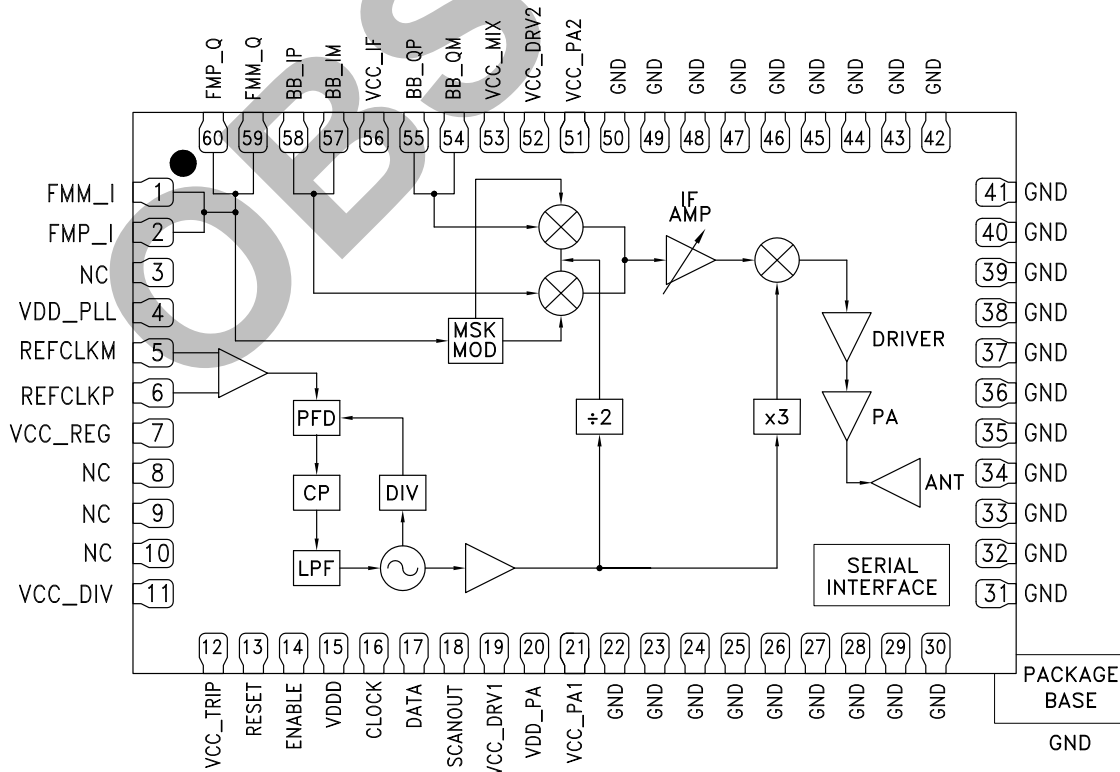 FMP_Q
FMM_Q
BB_IP
BB_IM
VCC_IF
BB_QP
BB_QM
VCC_MIX
VCC_DRV2
VCC_PA2
GND
GND
GND
GND
GND
GND
GND
GND
GND
60 59 58 57 56 55 54 53 52 51 50 49 48 47 46 45 44 43 42
FMM_I 1
FMP_I 2
NC 3
VDD_PLL 4
REFCLKM 5
REFCLKP 6
VCC_REG 7
NC 8
NC 9
NC 10
VCC_DIV 11
IF
AMP
MSK
MOD
DRIVER
PFD
÷2
x3
PA
CP
DIV
ANT
LPF
SERIAL
INTERFACE
41 GND
40 GND
39 GND
38 GND
37 GND
36 GND
35 GND
34 GND
33 GND
32 GND
31 GND
12 13 14 15 16 17 18 19 20 21 22 23 24 25 26 27 28 29 30
VCC_TRIP
RESET
ENABLE
VDDD
CLOCK
DATA
SCANOUT
VCC_DRV1
VDD_PA
VCC_PA1
GND
GND
GND
GND
GND
GND
GND
GND
GND
PACKAGE
BASE
GND
OBS